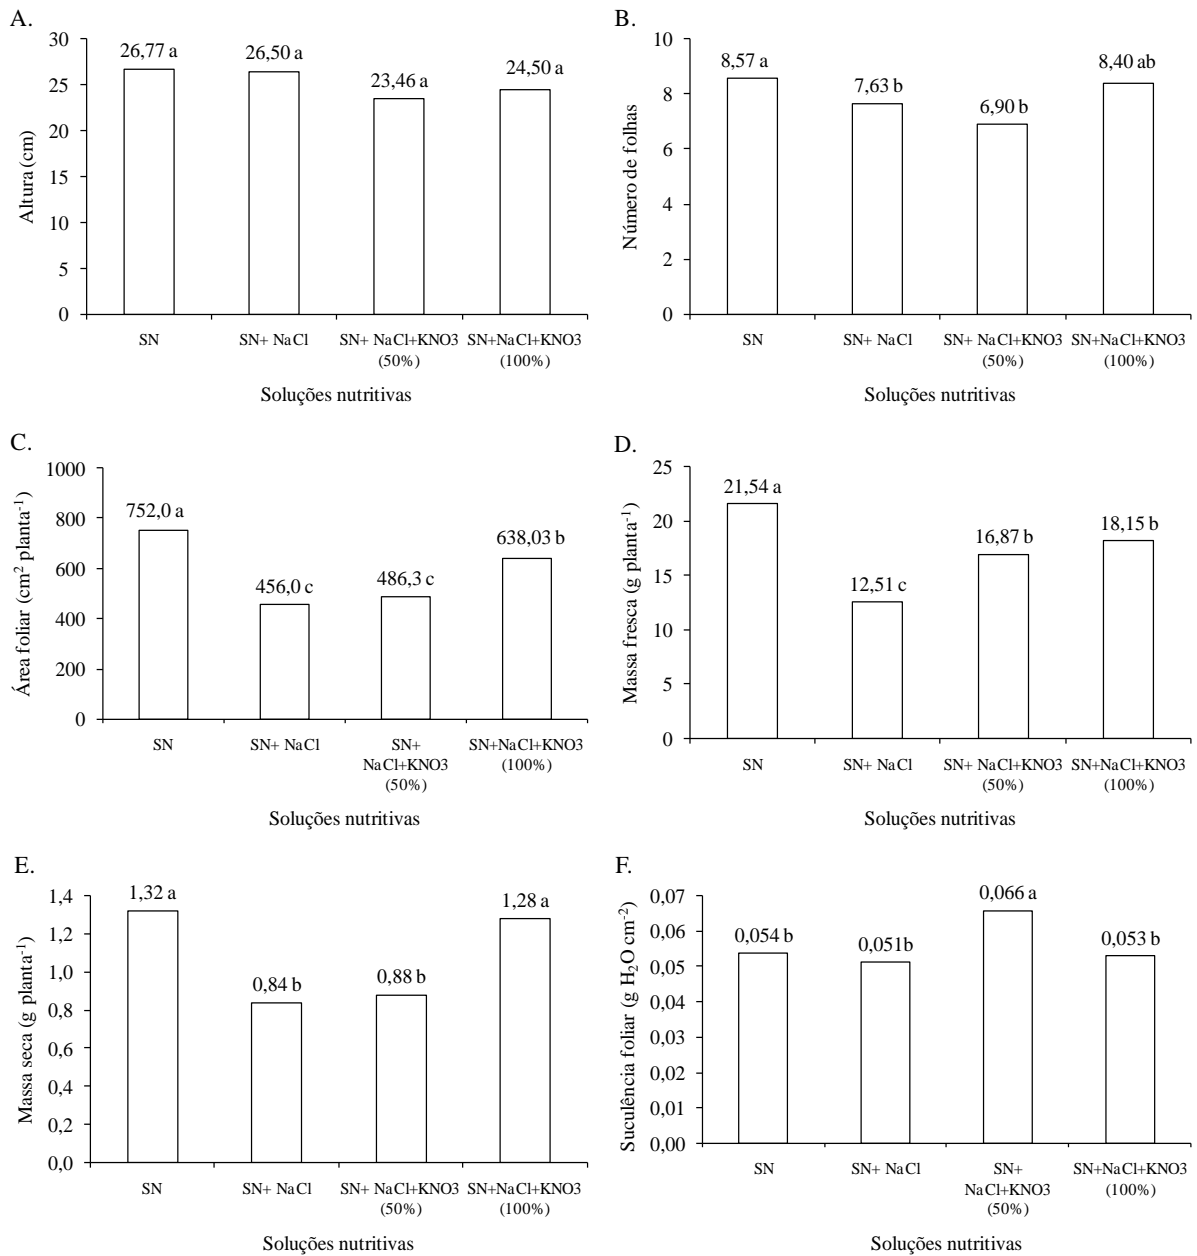 A.
Altura (cm)
30
25
20
15
10
5
0
26,77 a
26,50 a
23,46 a
24,50 a
SN
SN+ NaCl
SN+ NaCl+KNO3
(50%)
SN+NaCl+KNO3
(100%)
Soluções nutritivas
B.
Número de folhas
10
8
6
4
2
0
8,57 a
7,63 b
6,90 b
8,40 ab
SN
SN+ NaCl
SN+ NaCl+KNO3
(50%)
SN+NaCl+KNO3
(100%)
Soluções nutritivas
C.
Área foliar (cm² planta⁻¹)
1000
800
600
400
200
0
752,0 a
456,0 c
486,3 c
638,03 b
SN
SN+ NaCl
SN+
NaCl+KNO3
(50%)
SN+NaCl+KNO3
(100%)
Soluções nutritivas
D.
Massa fresca (g planta⁻¹)
25
20
15
10
5
0
21,54 a
12,51 c
16,87 b
18,15 b
SN
SN+ NaCl
SN+ NaCl+KNO3
(50%)
SN+NaCl+KNO3
(100%)
Soluções nutritivas
E.
Massa seca (g planta⁻¹)
1,4
1,2
1,0
0,8
0,6
0,4
0,2
0,0
1,32 a
0,84 b
0,88 b
1,28 a
SN
SN+ NaCl
SN+ NaCl+KNO3
(50%)
SN+NaCl+KNO3
(100%)
Soluções nutritivas
F.
Suculência foliar (g H₂O cm⁻²)
0,07
0,06
0,05
0,04
0,03
0,02
0,01
0,00
0,054 b
0,051b
0,066 a
0,053 b
SN
SN+ NaCl
SN+
NaCl+KNO3
(50%)
SN+NaCl+KNO3
(100%)
Soluções nutritivas